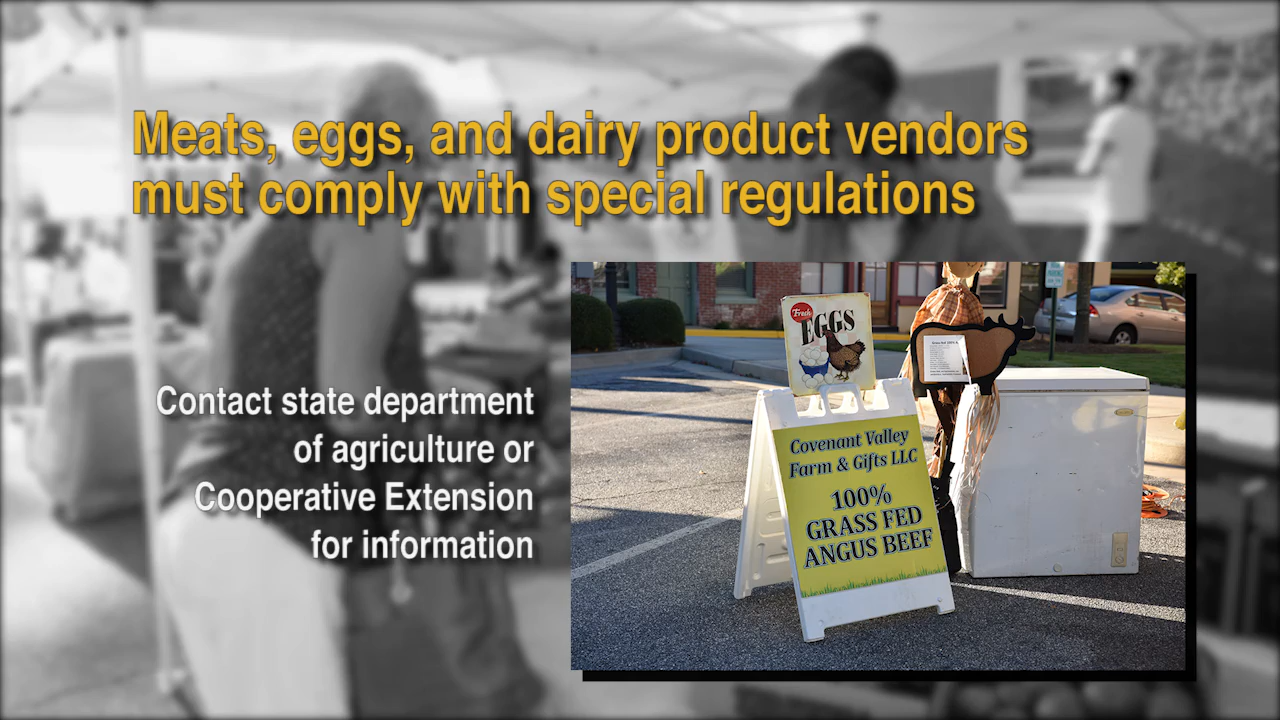 Meats, eggs, and dairy product vendors
must comply with special regulations
Contact state department
of agriculture or
Cooperative Extension
for information
Fresh
EGGS
Covenant Valley
Farm & Gifts LLC
100%
GRASS FED
ANGUS BEEF